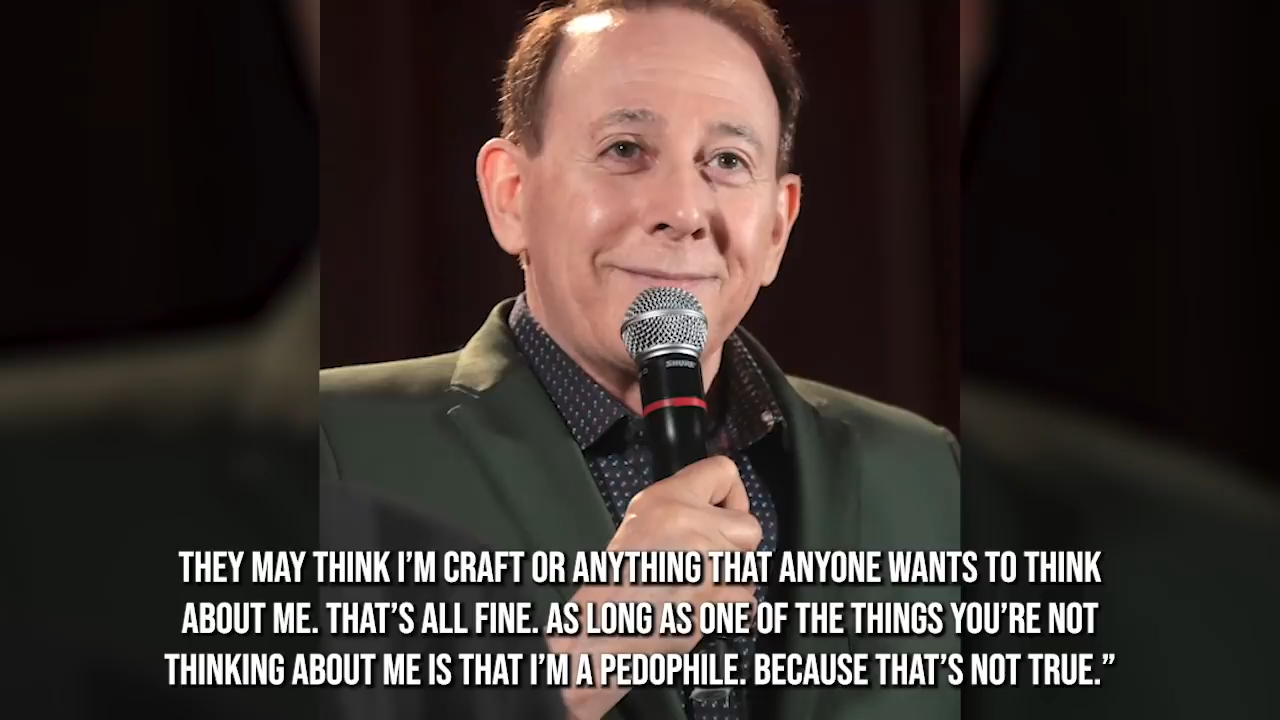 SHURE
THEY MAY THINK I'M CRAFT OR ANYTHING THAT ANYONE WANTS TO THINK
ABOUT ME. THAT'S ALL FINE. AS LONG AS ONE OF THE THINGS YOU'RE NOT
THINKING ABOUT ME IS THAT I'M A PEDOPHILE. BECAUSE THAT'S NOT TRUE.”